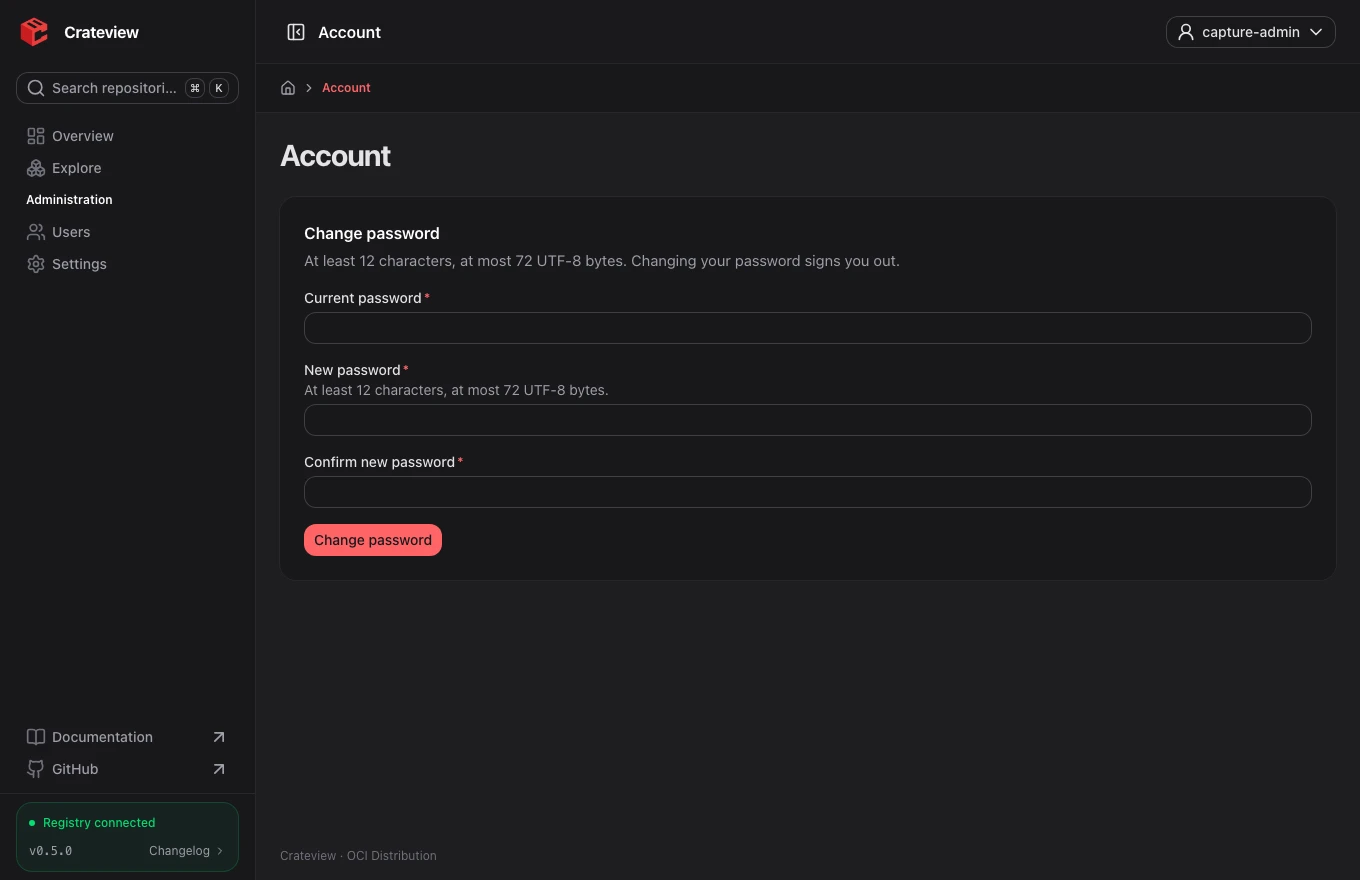 Crateview
Account
capture-admin
Search repositori... ⌘ K
Account
Overview
Explore
Administration
Users
Settings
Account
Change password
At least 12 characters, at most 72 UTF-8 bytes. Changing your password signs you out.
Current password*
New password*
At least 12 characters, at most 72 UTF-8 bytes.
Confirm new password*
Change password
Documentation
GitHub
Registry connected
v0.5.0 Changelog
Crateview · OCI Distribution